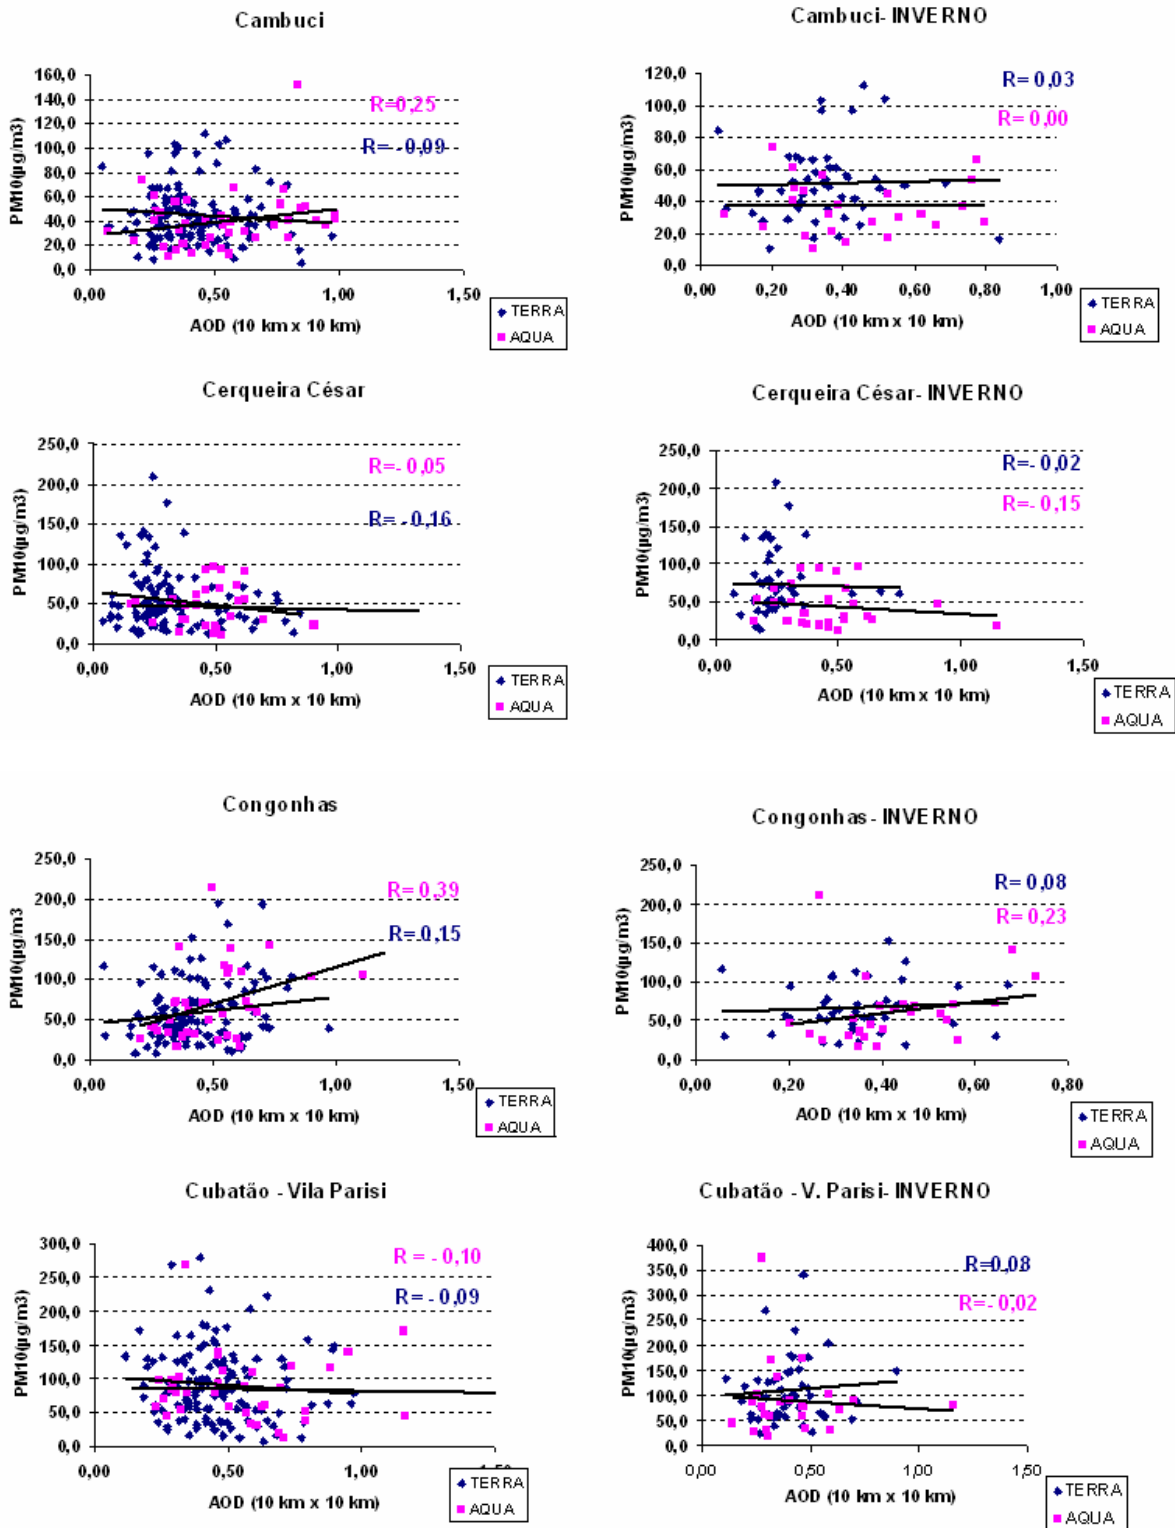 Cambuci
PM10(µg/m3)
160,0
140,0
120,0
100,0
80,0
60,0
40,0
20,0
0,0
R=0,25
R= -0,09
0,00
0,50
1,00
1,50
AOD (10 km x 10 km)
TERRA
AQUA
Cambuci- INVERNO
PM10(µg/m3)
120,0
100,0
80,0
60,0
40,0
20,0
0,0
R= 0,03
R= 0,00
0,00
0,20
0,40
0,60
0,80
1,00
AOD (10 km x 10 km)
TERRA
AQUA
Cerqueira César
PM10(µg/m3)
250,0
200,0
150,0
100,0
50,0
0,0
R=- 0,05
R= -0,16
0,00
0,50
1,00
1,50
AOD (10 km x 10 km)
TERRA
AQUA
Cerqueira César- INVERNO
PM10(µg/m3)
250,0
200,0
150,0
100,0
50,0
0,0
R=- 0,02
R=- 0,15
0,00
0,50
1,00
1,50
AOD (10 km x 10 km)
TERRA
AQUA
Congonhas
PM10(µg/m3
250,0
200,0
150,0
100,0
50,0
0,0
R= 0,39
R= 0,15
0,00
0,50
1,00
1,50
AOD (10 km x 10 km)
TERRA
AQUA
Congonhas- INVERNO
PM10(µg/m3)
250,0
200,0
150,0
100,0
50,0
0,0
R= 0,08
R= 0,23
0,00
0,20
0,40
0,60
0,80
AOD (10 km x 10 km)
TERRA
AQUA
Cubatão - Vila Parisi
PM10(µg/m3)
300,0
250,0
200,0
150,0
100,0
50,0
0,0
R = - 0,10
R = - 0,09
0,00
0,50
1,00
1,50
AOD (10 km x 10 km)
TERRA
AQUA
Cubatão - V. Parisi- INVERNO
PM10(µg/m3)
400,0
350,0
300,0
250,0
200,0
150,0
100,0
50,0
0,0
R=0,08
R= - 0,02
0,00
0,50
1,00
1,50
AOD (10 km x 10 km)
TERRA
AQUA